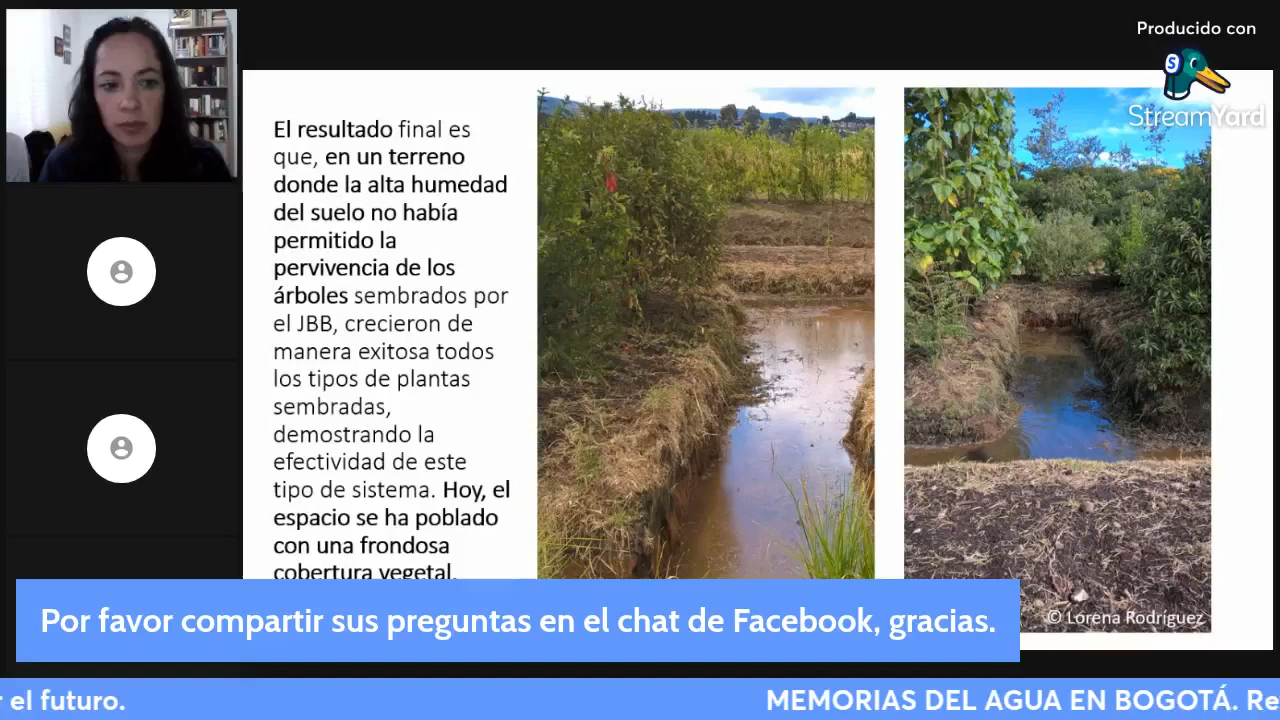 Producido con
StreamYard
El resultado final es
que, en un terreno
donde la alta humedad
del suelo no había
permitido la
pervivencia de los
árboles sembrados por
el JBB, crecieron de
manera exitosa todos
los tipos de plantas
sembradas,
demostrando la
efectividad de este
tipo de sistema. Hoy, el
espacio se ha poblado
con una frondosa
cobertura vegetal.
© Lorena Rodríguez
Por favor compartir sus preguntas en el chat de Facebook, gracias.
r el futuro.
MEMORIAS DEL AGUA EN BOGOTÁ. Re